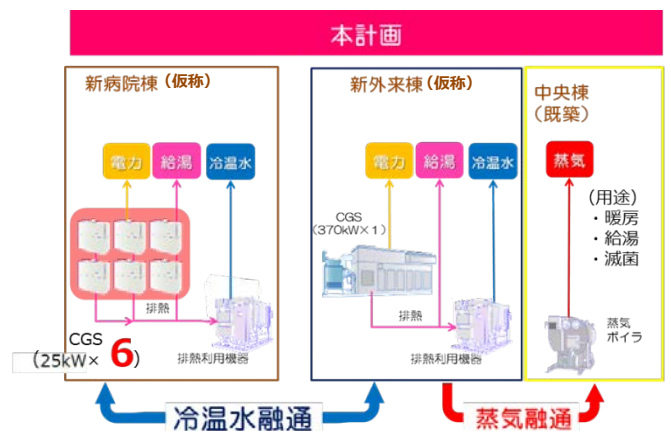 本計画
新病院棟（仮称）
新外来棟（仮称）
中央棟
（既築）
電力
給湯
冷温水
電力
給湯
冷温水
蒸気
(用途)
・暖房
・給湯
・滅菌
CGS
(370kW×1)
排熱
排熱
CGS
（25kW× 6）
排熱利用機器
排熱利用機器
蒸気
ボイラ
冷温水融通
蒸気融通